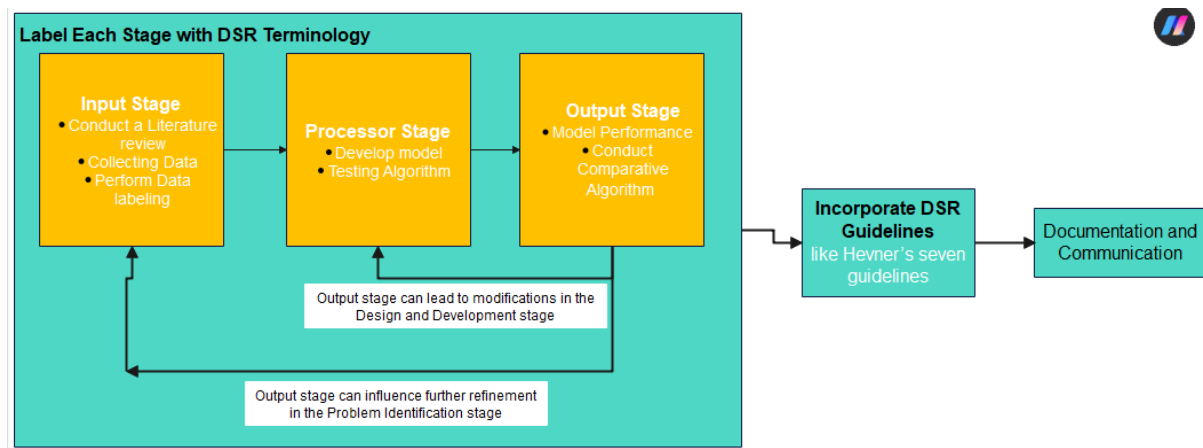 Label Each Stage with DSR Terminology
Input Stage
• Conduct a Literature
review
• Collecting Data
• Perform Data
labeling
Processor Stage
• Develop model
• Testing Algorithm
Output Stage
• Model Performance
• Conduct
Comparative
Algorithm
Output stage can lead to modifications in the
Design and Development stage
Output stage can influence further refinement
in the Problem Identification stage
Incorporate DSR
Guidelines
like Hevner's seven
guidelines
Documentation and
Communication